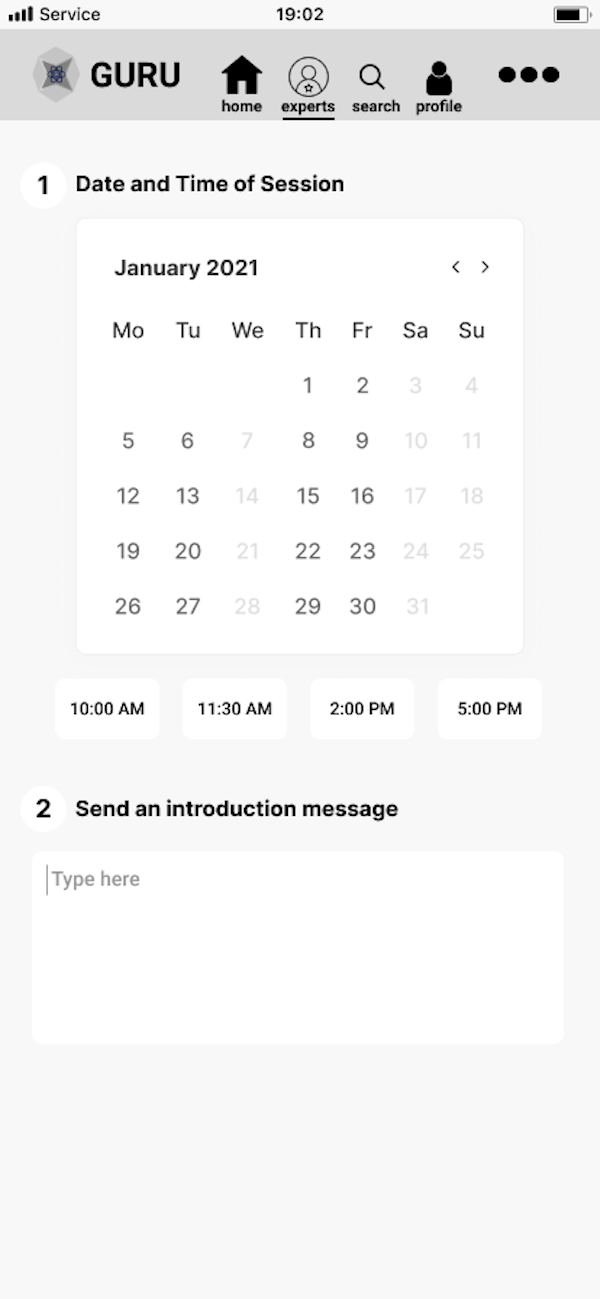 Service 19:02
GURU
home experts search profile
1 Date and Time of Session
January 2021
Mo Tu We Th Fr Sa Su
1 2 3 4
5 6 7 8 9 10 11
12 13 14 15 16 17 18
19 20 21 22 23 24 25
26 27 28 29 30 31
10:00 AM 11:30 AM 2:00 PM 5:00 PM
2 Send an introduction message
Type here